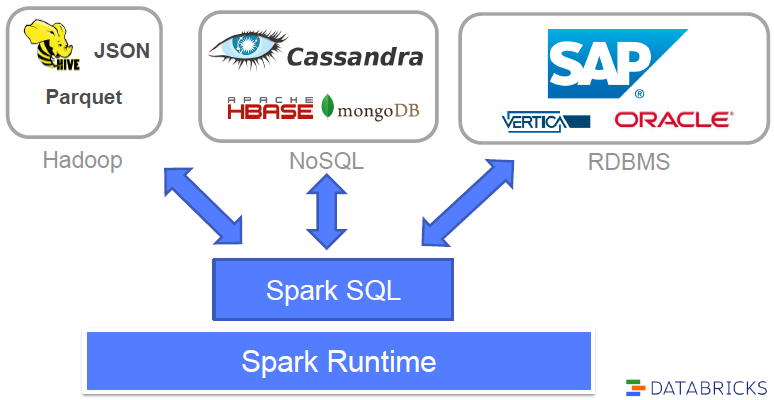 HIVE
JSON
Parquet
Hadoop
Cassandra
APACHE
HBASE
mongoDB
NoSQL
SAP
®
VERTICA
ORACLE®
RDBMS
Spark SQL
Spark Runtime
DATABRICKS